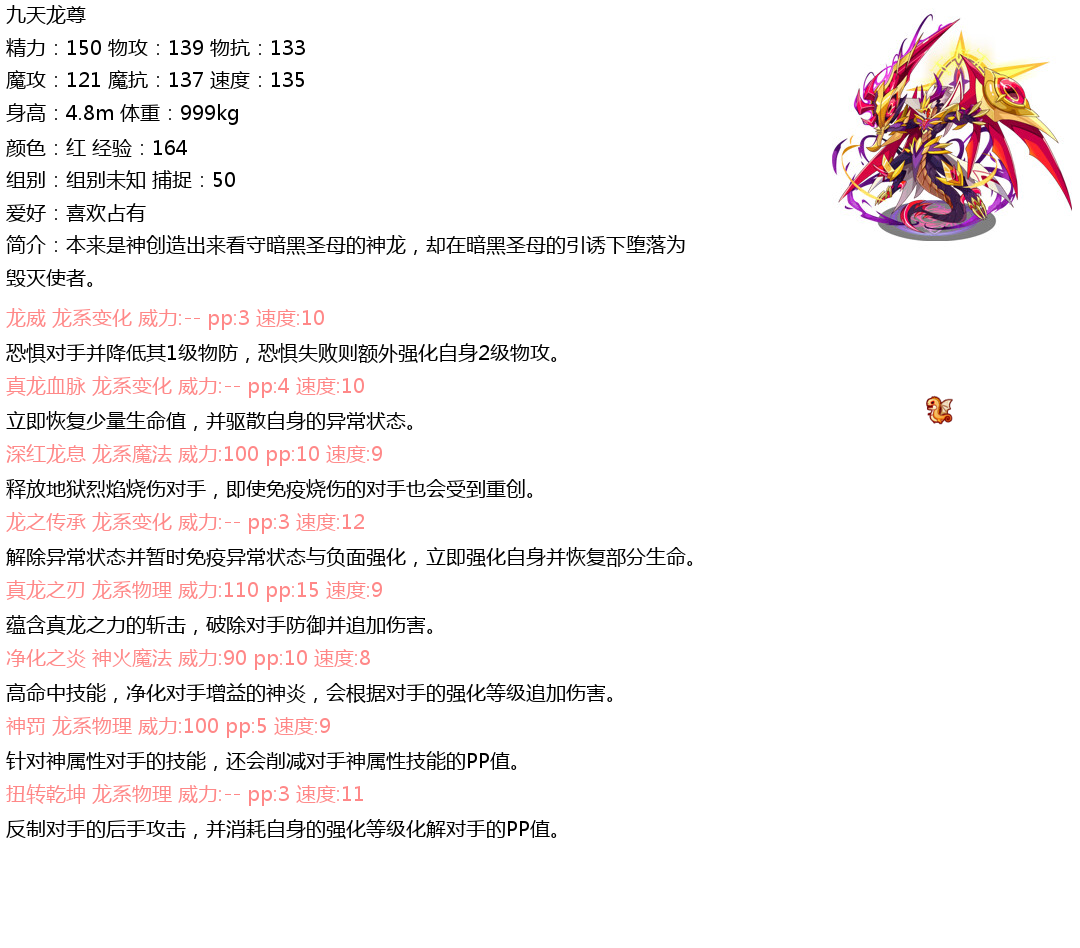 九天龙尊
精力：150 物攻：139 物抗：133
魔攻：121 魔抗：137 速度：135
身高：4.8m 体重：999kg
颜色：红 经验：164
组别：组别未知 捕捉：50
爱好：喜欢占有
简介：本来是神创造出来看守暗黑圣母的神龙，却在暗黑圣母的引诱下堕落为
毁灭使者。
龙威 龙系变化 威力:-- pp:3 速度:10
恐惧对手并降低其1级物防，恐惧失败则额外强化自身2级物攻。
真龙血脉 龙系变化 威力:-- pp:4 速度:10
立即恢复少量生命值，并驱散自身的异常状态。
深红龙息 龙系魔法 威力:100 pp:10 速度:9
释放地狱烈焰烧伤对手，即使免疫烧伤的对手也会受到重创。
龙之传承 龙系变化 威力:-- pp:3 速度:12
解除异常状态并暂时免疫异常状态与负面强化，立即强化自身并恢复部分生命。
真龙之刃 龙系物理 威力:110 pp:15 速度:9
蕴含真龙之力的斩击，破除对手防御并追加伤害。
净化之炎 神火魔法 威力:90 pp:10 速度:8
高命中技能，净化对手增益的神炎，会根据对手的强化等级追加伤害。
神罚 龙系物理 威力:100 pp:5 速度:9
针对神属性对手的技能，还会削减对手神属性技能的PP值。
扭转乾坤 龙系物理 威力:-- pp:3 速度:11
反制对手的后手攻击，并消耗自身的强化等级化解对手的PP值。